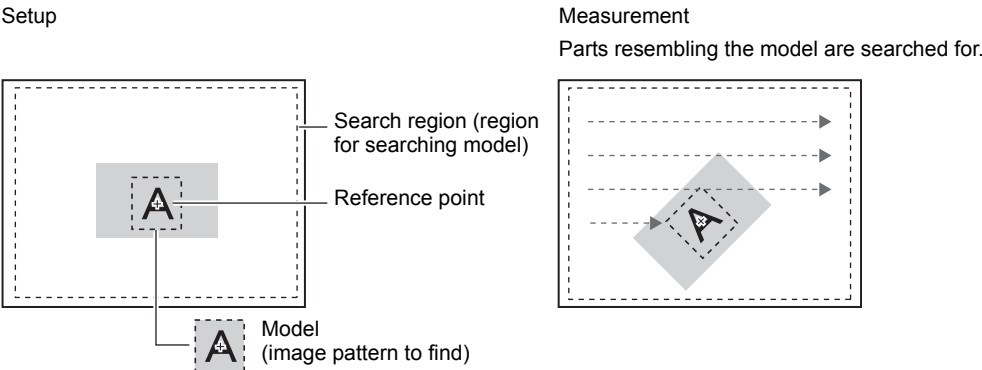 Setup
Measurement
Parts resembling the model are searched for.
Search region (region
for searching model)
Reference point
A
A
Model
(image pattern to find)
A